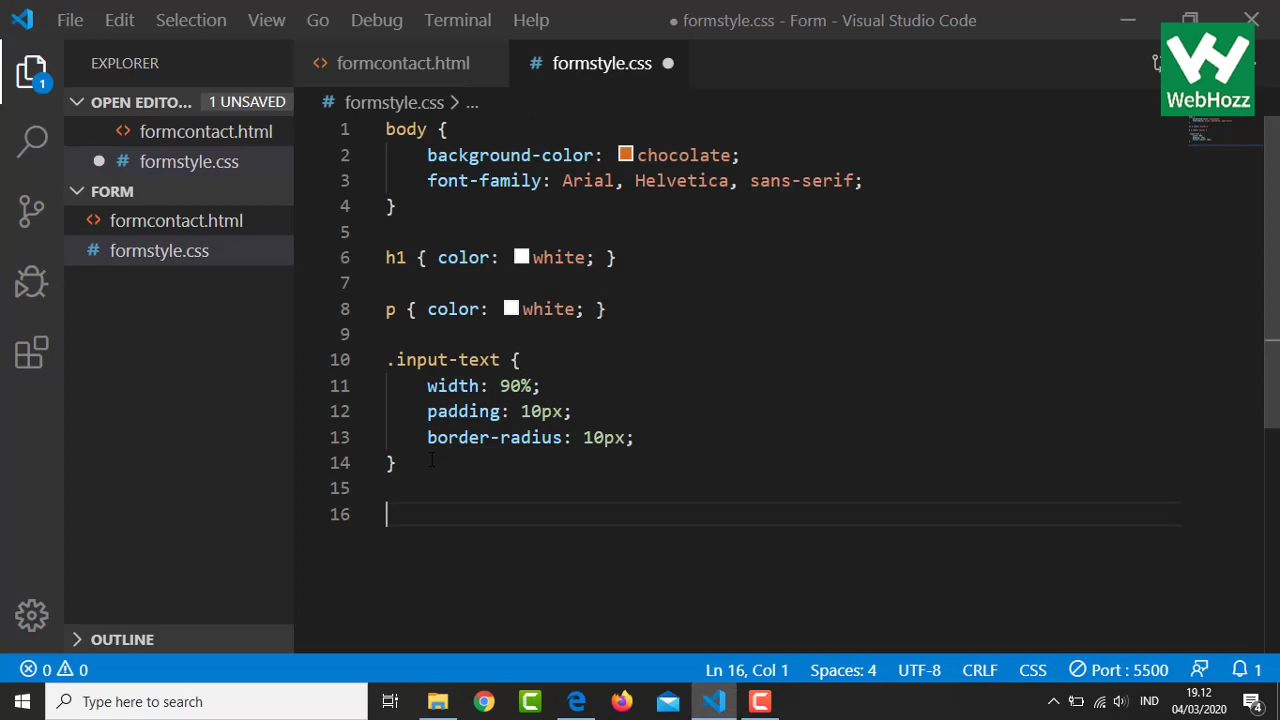 File Edit Selection View Go Debug Terminal Help ● formstyle.css - Form - Visual Studio Code
WebHozz
EXPLORER
formcontact.html
formstyle.css
OPEN EDITO... 1 UNSAVED
formcontact.html
formstyle.css
FORM
formcontact.html
formstyle.css
OUTLINE
1
formstyle.css > ...
1 body {
2 background-color: chocolate;
3 font-family: Arial, Helvetica, sans-serif;
4 }
5
6 h1 { color: white; }
7
8 p { color: white; }
9
10 .input-text {
11 width: 90%;
12 padding: 10px;
13 border-radius: 10px;
14 }
15
16
0 0 Ln 16, Col 1 Spaces: 4 UTF-8 CRLF CSS Port : 5500 1
Type here to search
IND
19.12
04/03/2020
4